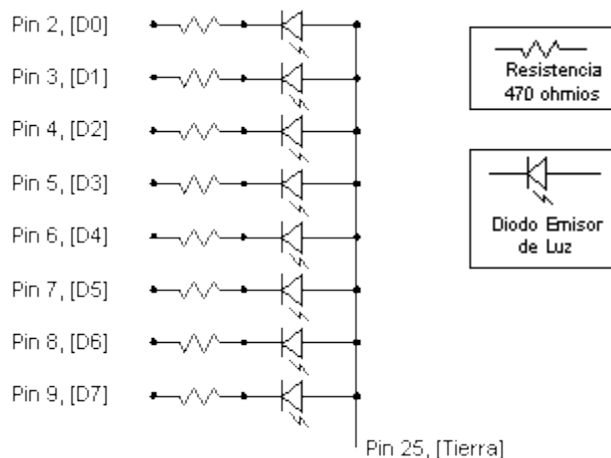 Pin 2, [D0]
Pin 3, [D1]
Pin 4, [D2]
Pin 5, [D3]
Pin 6, [D4]
Pin 7, [D5]
Pin 8, [D6]
Pin 9, [D7]
Pin 25, [Tierra]
Resistencia
470 ohmios
Diodo Emisor
de Luz